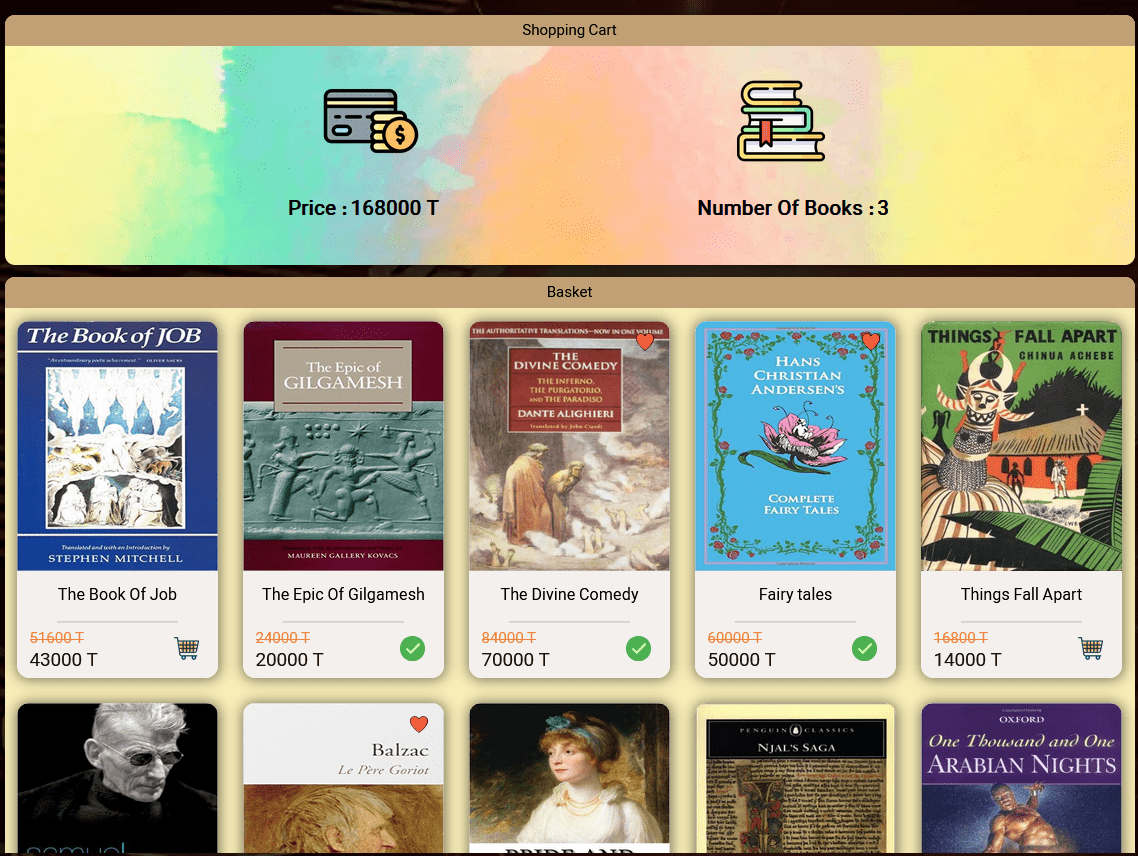 Shopping Cart
Price : 168000 T
Number Of Books : 3
Basket
The Book of JOB
"An extraordinary poetic achievement." OLIVER SACKS
Translated and with an Introduction by
STEPHEN MITCHELL
The Book Of Job
51600 T
43000 T
The Epic of
GILGAMESH
MAUREEN GALLERY KOVACS
The Epic Of Gilgamesh
24000 T
20000 T
THE AUTHORITATIVE TRANSLATIONS—NOW IN ONE VOLUME
THE
DIVINE COMEDY
THE INFERNO,
THE PURGATORIO,
AND THE PARADISO
DANTE ALIGHIERI
Translated by John Ciardi
The Divine Comedy
84000 T
70000 T
HANS
CHRISTIAN
ANDERSEN'S
COMPLETE
FAIRY TALES
Fairy tales
60000 T
50000 T
THINGS FALL APART
CHINUA ACHEBE
Things Fall Apart
16800 T
14000 T
samuel
Balzac
Le Père Goriot
PRIDE AND
PENGUIN CLASSICS
NJAL'S SAGA
OXFORD
One Thousand and One
ARABIAN NIGHTS